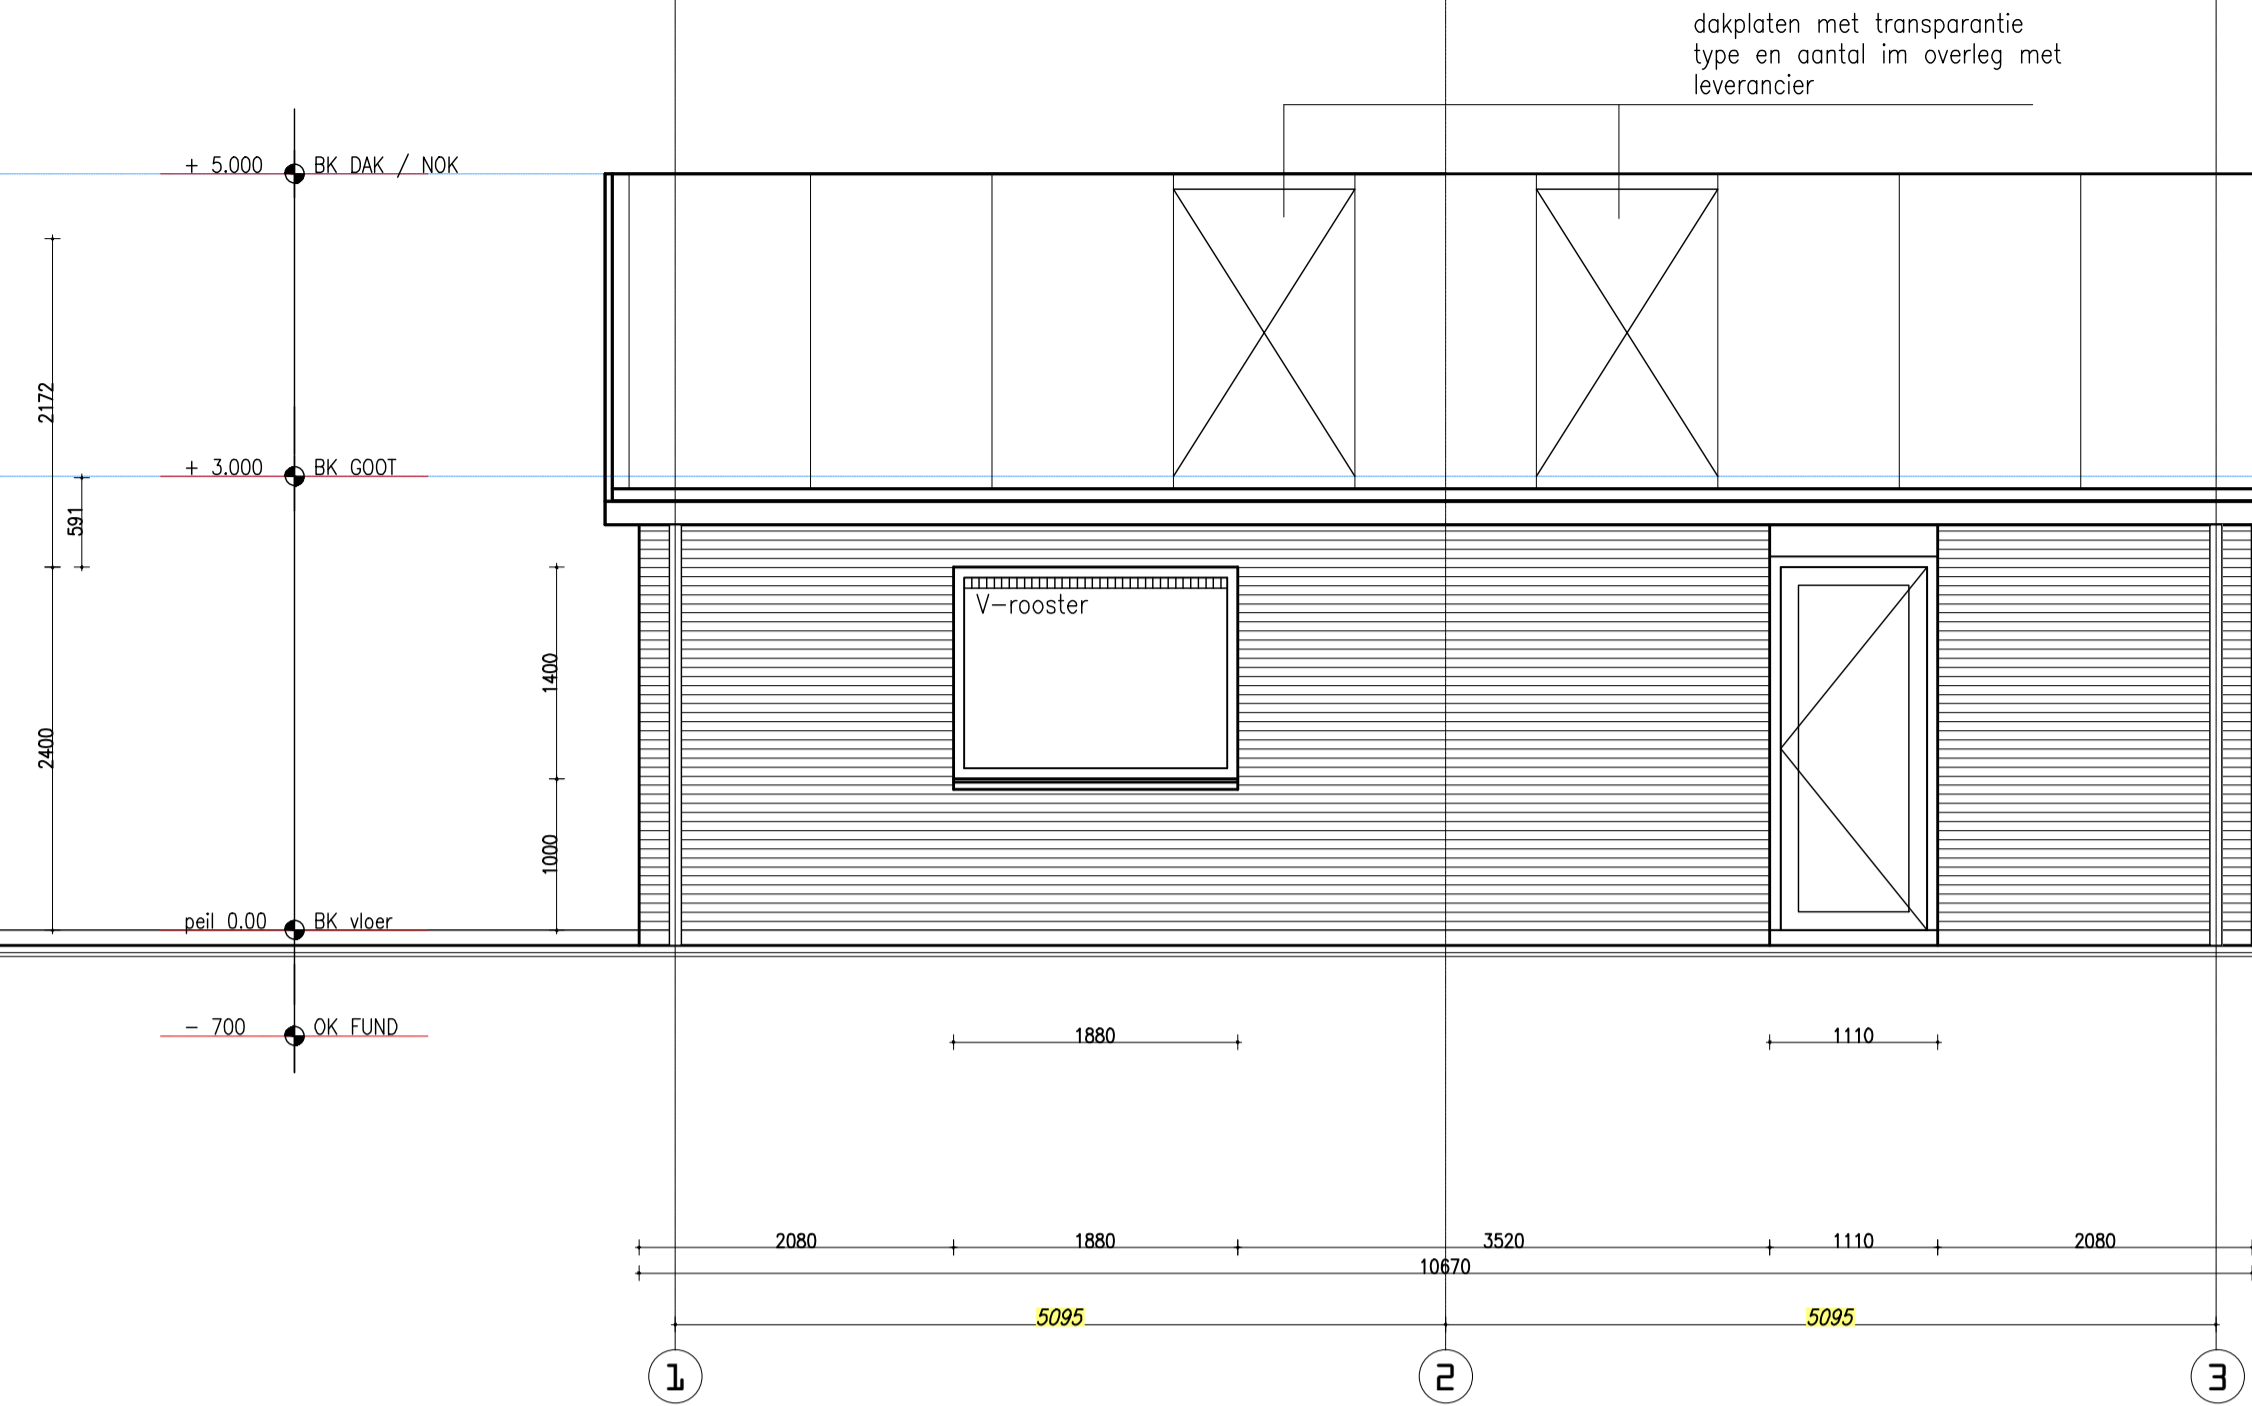 dakplaten met transparantie
type en aantal im overleg met
leverancier
+ 5.000 BK DAK / NOK
2172
+ 3.000 BK GOOT
591
V-rooster
1400
2400
1000
peil 0.00 BK vloer
- 700 OK FUND
1880 1110
2080 1880 3520 1110 2080
10670
5095 5095
1 2 3